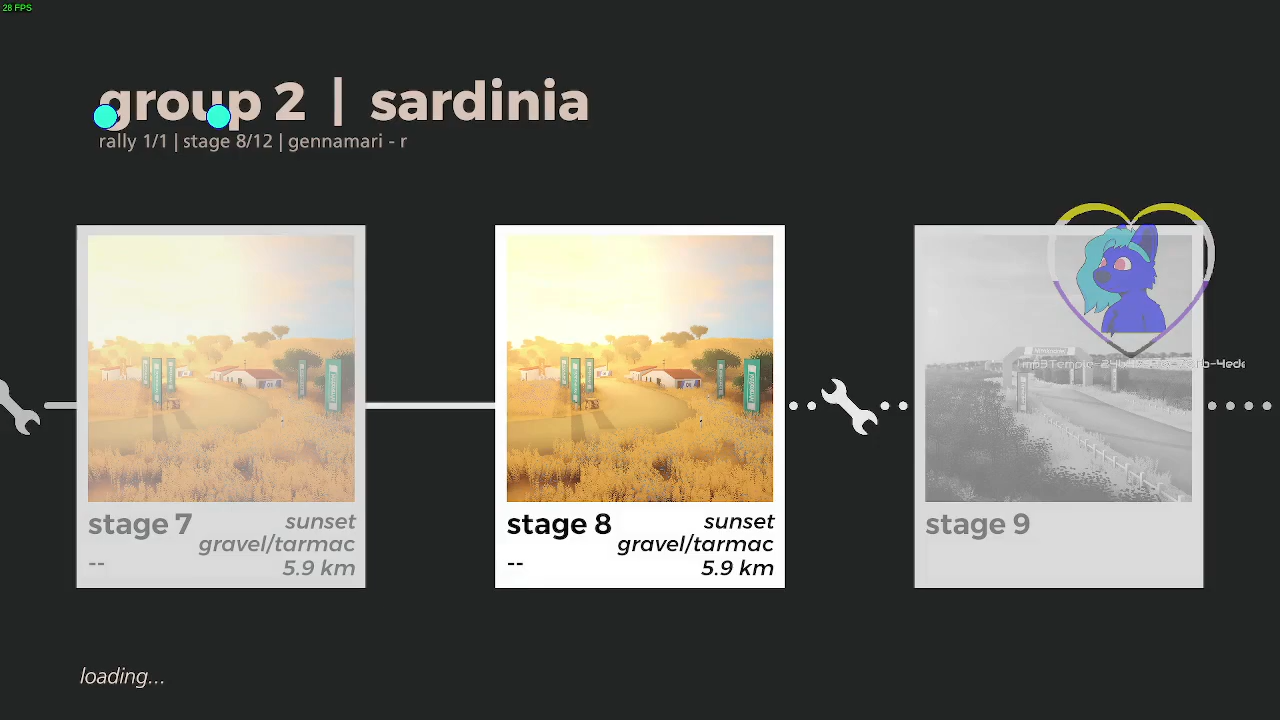 28 FPS
group 2 | sardinia
rally 1/1 | stage 8/12 | gennamari - r
stage 7
sunset
gravel/tarmac
--
5.9 km
stage 8
sunset
gravel/tarmac
--
5.9 km
stage 9
loading...